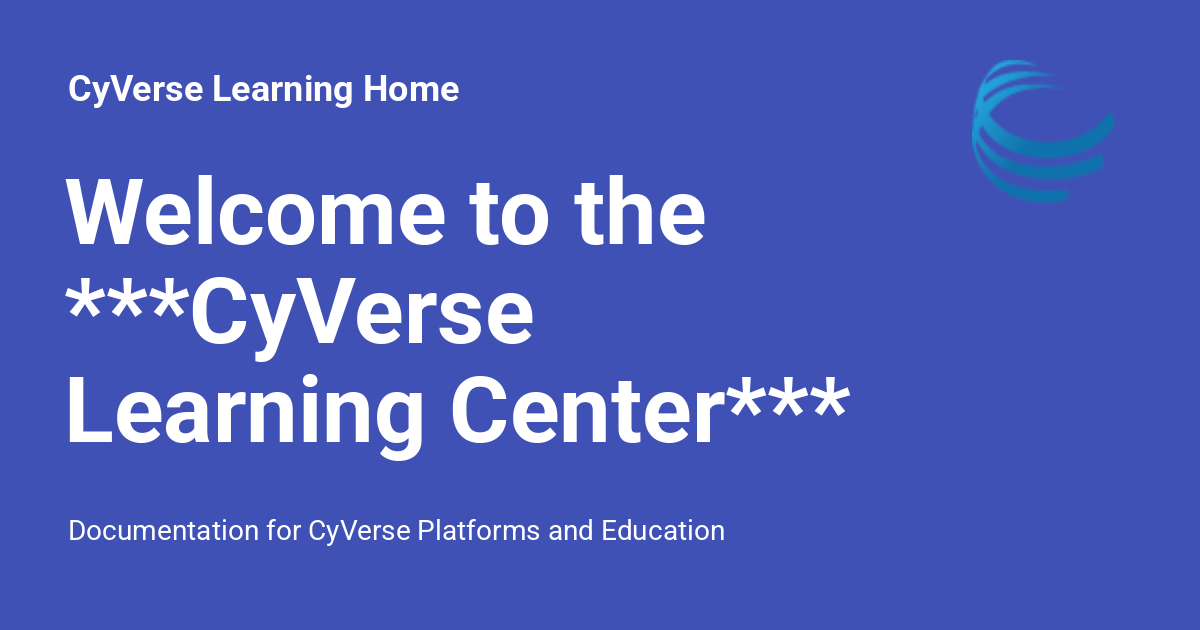 CyVerse Learning Home
Welcome to the
***CyVerse
Learning Center***
Documentation for CyVerse Platforms and Education